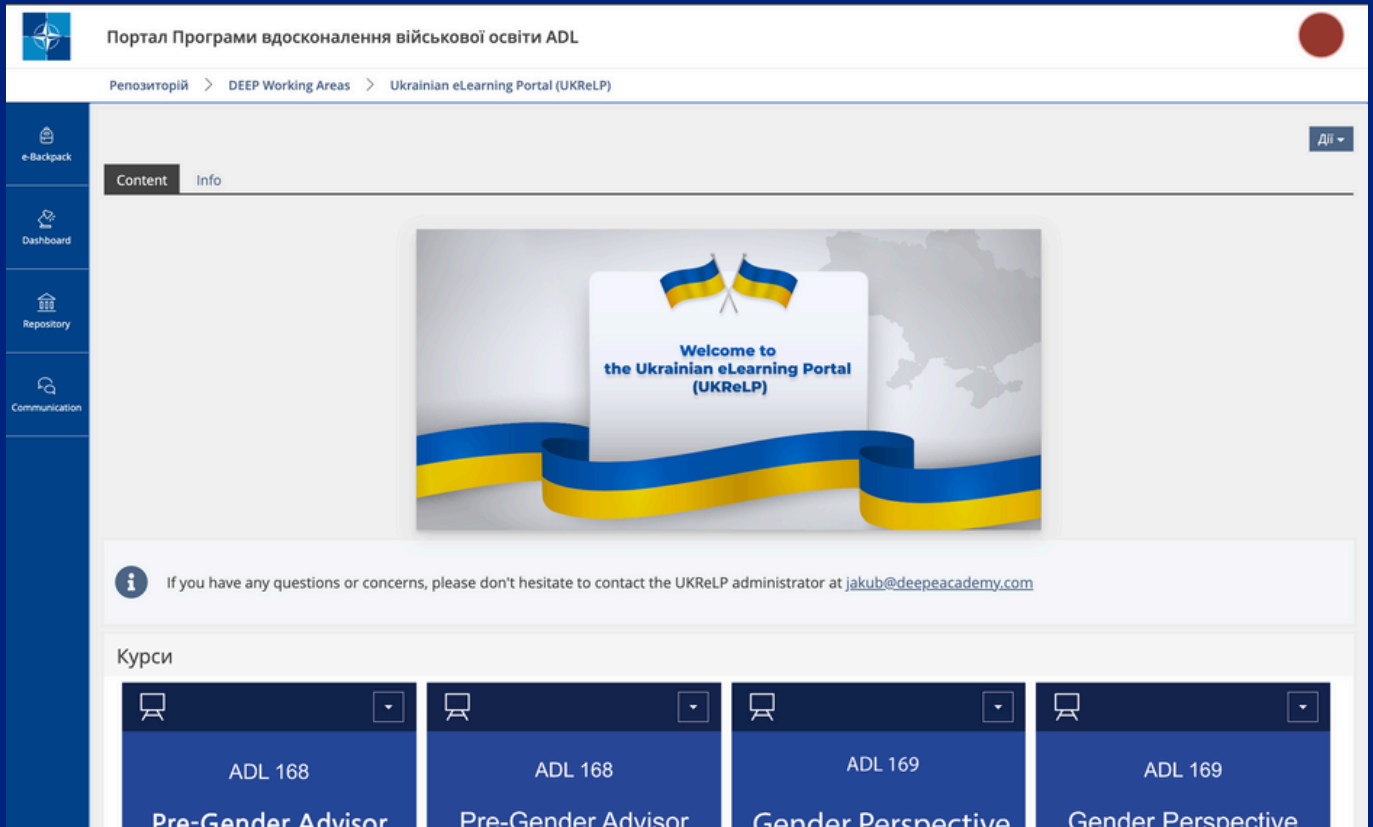 Портал Програми вдосконалення військової освіти ADL
Репозиторій > DEEP Working Areas > Ukrainian eLearning Portal (UKReLP)
e-Backpack
Дії
Content Info
Dashboard
Repository
Communication
Welcome to
the Ukrainian eLearning Portal
(UKReLP)
If you have any questions or concerns, please don't hesitate to contact the UKReLP administrator at jakub@deepeacademy.com
Курси
ADL 168 ADL 168 ADL 169 ADL 169
Pre-Gender Advisor Pre-Gender Advisor Gender Perspective Gender Perspective